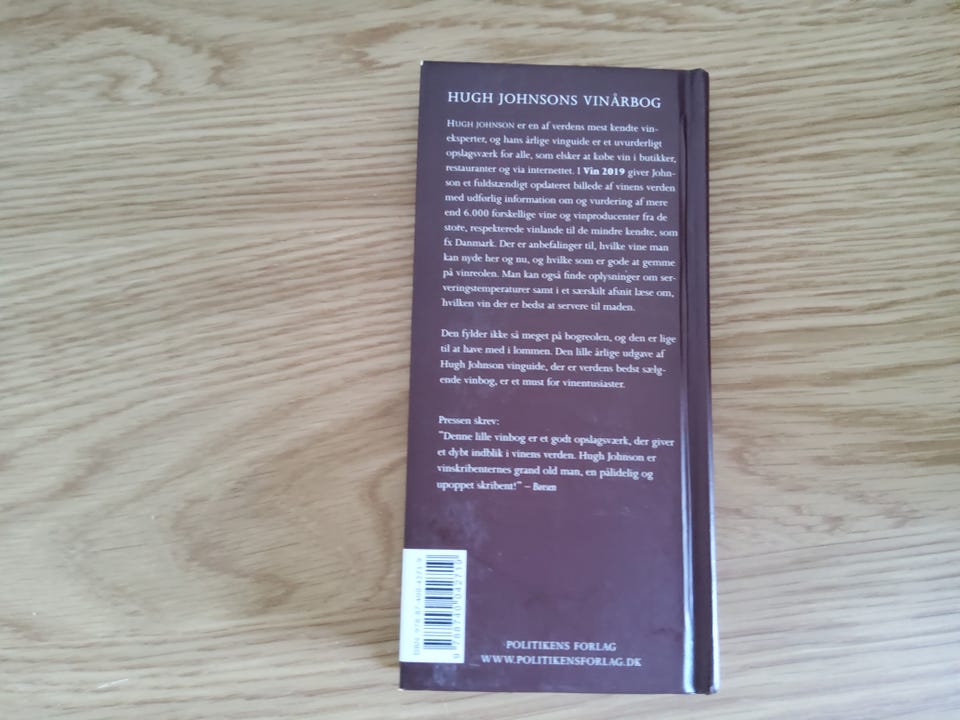 HUGH JOHNSONS VINÅRBOG
HUGH JOHNSON er en af verdens mest kendte vin-
eksperter, og hans årlige vinguide er et uvurderligt
opslagsværk for alle, som elsker at købe vin i butikker,
restauranter og via internettet. I Vin 2019 giver John-
son et fuldstændigt opdateret billede af vinens verden
med udførlig information om og vurdering af mere
end 6.000 forskellige vine og vinproducenter fra de
store, respekterede vinlande til de mindre kendte, som
fx Danmark. Der er anbefalinger til, hvilke vine man
kan nyde her og nu, og hvilke som er gode at gemme
på vinreolen. Man kan også finde oplysninger om ser-
veringstemperaturer samt i et særskilt afsnit læse om,
hvilken vin der er bedst at servere til maden.
Den fylder ikke så meget på bogreolen, og den er lige
til at have med i lommen. Den lille årlige udgave af
Hugh Johnson vinguide, der er verdens bedst sælg-
ende vinbog, er et must for vinentusiaster.
Pressen skrev:
"Denne lille vinbog er et godt opslagsværk, der giver
et dybt indblik i vinens verden. Hugh Johnson er
vinskribenternes grand old man, en pålidelig og
upoppet skribent!" – Børsen
ISBN 978-87-400-4271-9
9 788740 042719
POLITIKENS FORLAG
WWW.POLITIKENSFORLAG.DK